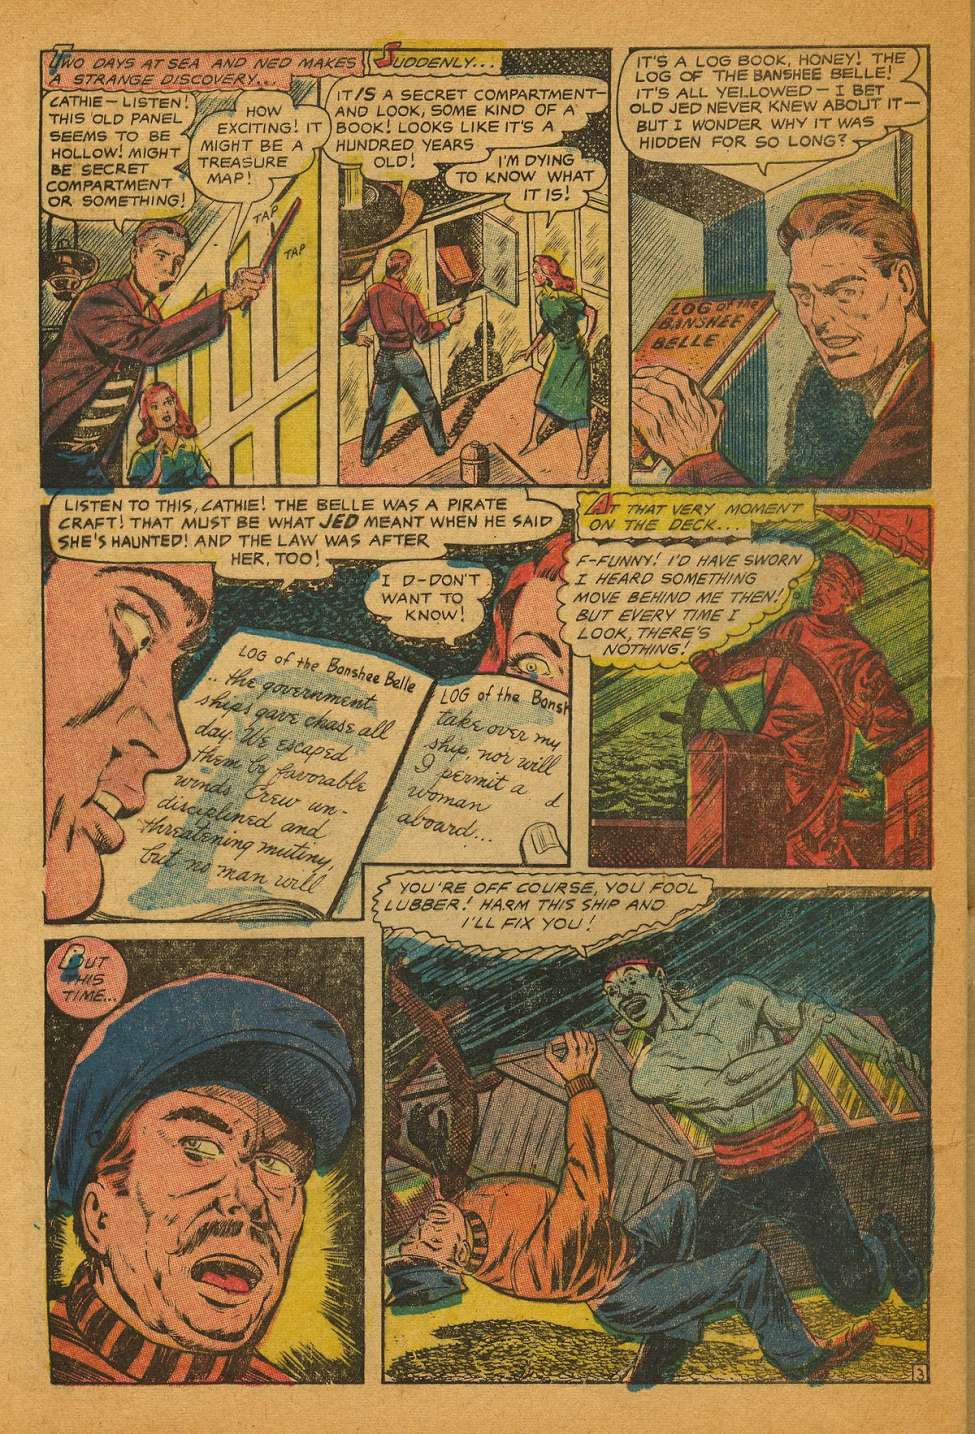 TWO DAYS AT SEA AND NED MAKES
A STRANGE DISCOVERY...
CATHIE — LISTEN!
THIS OLD PANEL
SEEMS TO BE
HOLLOW! MIGHT
BE SECRET
COMPARTMENT
OR SOMETHING!
HOW
EXCITING! IT
MIGHT BE A
TREASURE
MAP!
TAP
TAP
SUDDENLY...
IT IS A SECRET COMPARTMENT—
AND LOOK, SOME KIND OF A
BOOK! LOOKS LIKE IT'S A
HUNDRED YEARS
OLD!
I'M DYING
TO KNOW WHAT
IT IS!
IT'S A LOG BOOK, HONEY! THE
LOG OF THE BANSHEE BELLE!
IT'S ALL YELLOWED — I BET
OLD JED NEVER KNEW ABOUT IT —
BUT I WONDER WHY IT WAS
HIDDEN FOR SO LONG?
LOG OF THE
BANSHEE
BELLE
LISTEN TO THIS, CATHIE! THE BELLE WAS A PIRATE
CRAFT! THAT MUST BE WHAT JED MEANT WHEN HE SAID
SHE'S HAUNTED! AND THE LAW WAS AFTER
HER, TOO!
I D-DON'T
WANT TO
KNOW!
LOG of the Banshee Belle
.. the government
ships gave chase all
day. We escaped
them by favorable
winds. Crew un-
disciplined and
threatening mutiny,
but no man will
LOG of the Bansh
take over my
ship, nor will
I permit a
woman
aboard...
AT THAT VERY MOMENT
ON THE DECK...
F-FUNNY! I'D HAVE SWORN
I HEARD SOMETHING
MOVE BEHIND ME THEN!
BUT EVERY TIME I
LOOK, THERE'S
NOTHING!
BUT
THIS
TIME...
YOU'RE OFF COURSE, YOU FOOL
LUBBER! HARM THIS SHIP AND
I'LL FIX YOU!
3